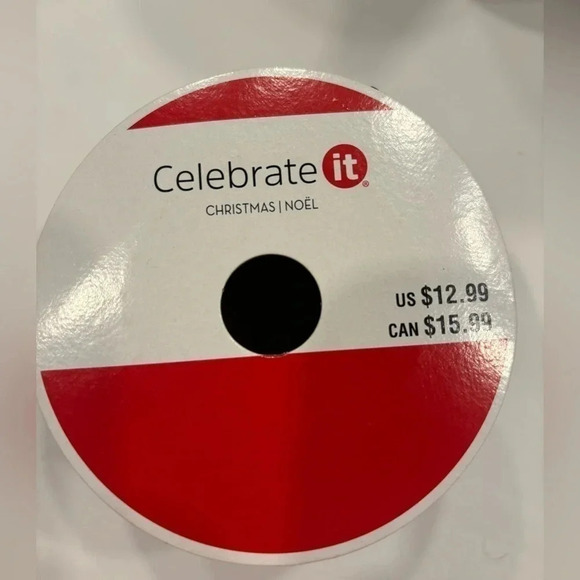 Celebrate it®
CHRISTMAS | NOËL
US $12.99
CAN $15.99